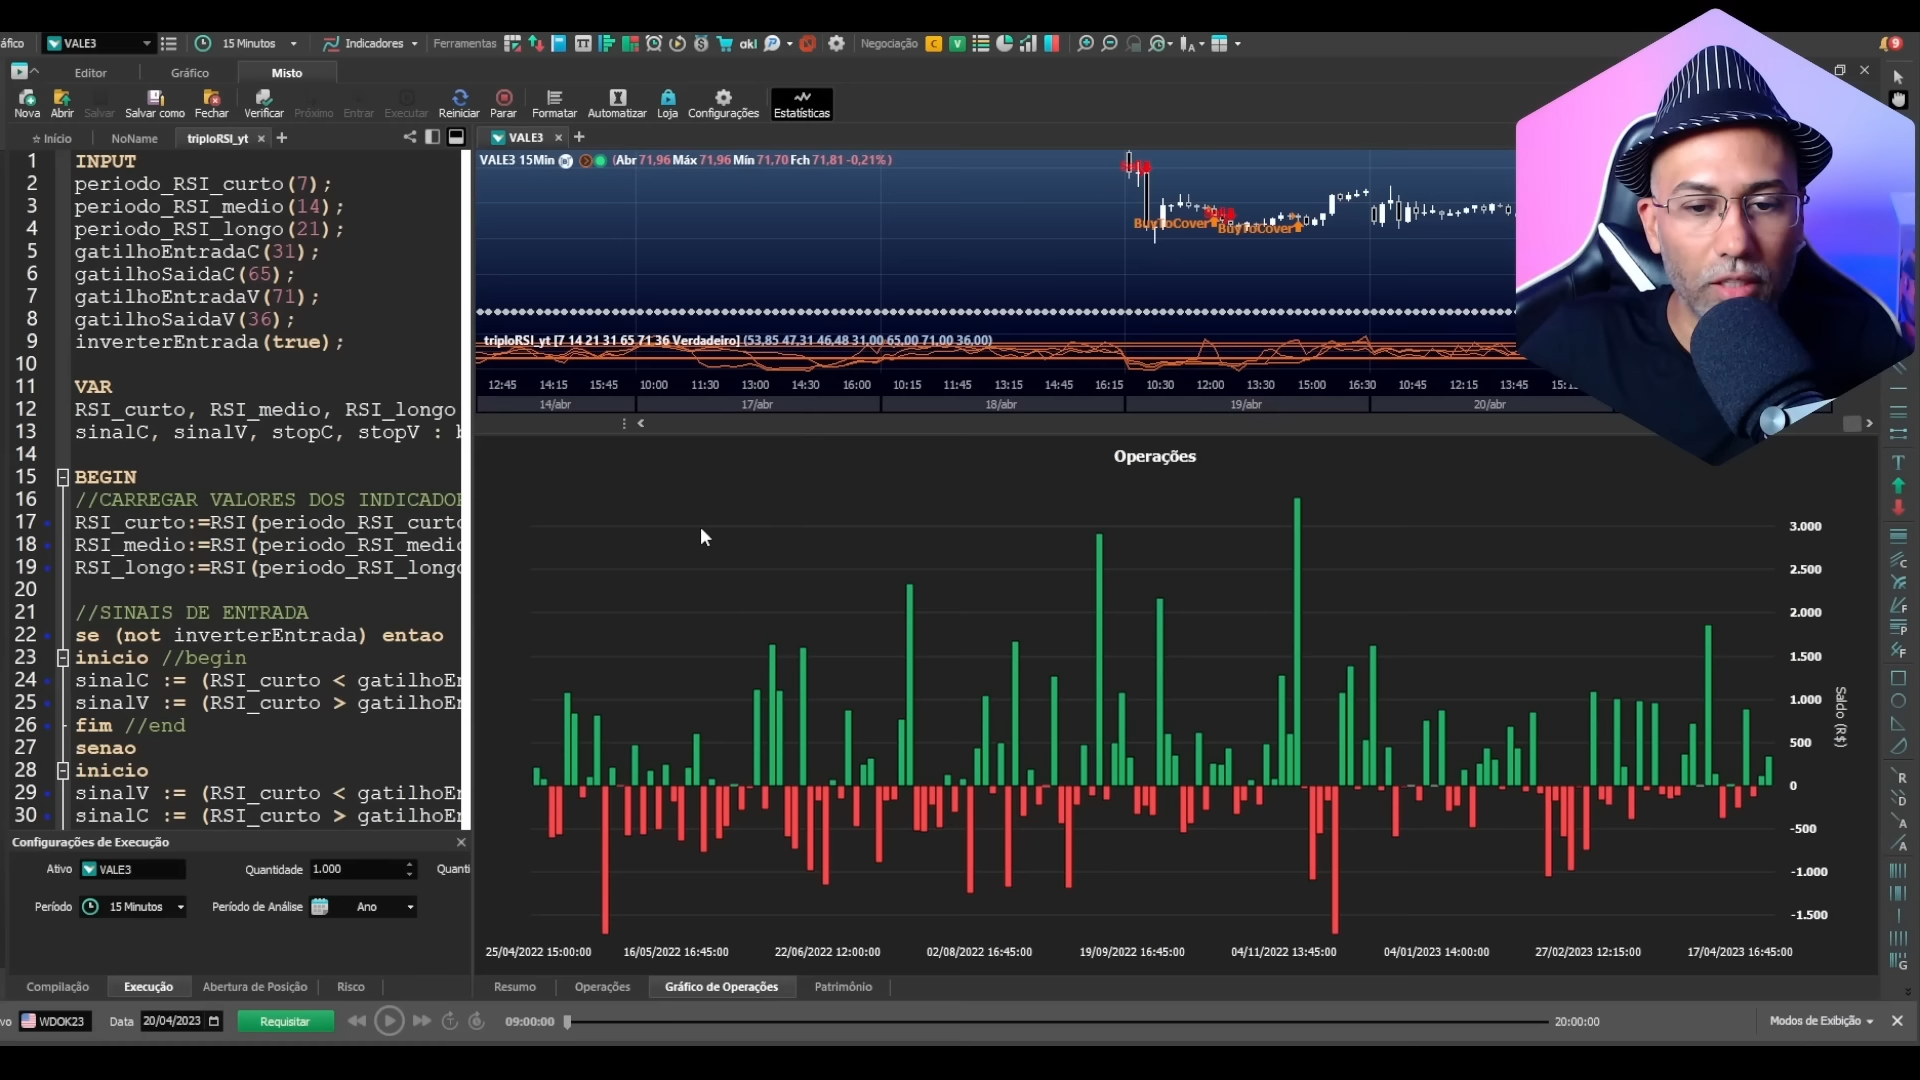 áfico VALE3 15 Minutos Indicadores Ferramentas akl Negociação C V 9
Editor Gráfico Misto
Nova Abrir Salvar Salvar como Fechar Verificar Próximo Entrar Executar Reiniciar Parar Formatar Automatizar Loja Configurações Estatísticas
Início NoName triploRSI_yt × + VALE3 × +
1 INPUT
2 periodo_RSI_curto(7);
3 periodo_RSI_medio(14);
4 periodo_RSI_longo(21);
5 gatilhoEntradaC(31);
6 gatilhoSaidaC(65);
7 gatilhoEntradaV(71);
8 gatilhoSaidaV(36);
9 inverterEntrada(true);
10
11 VAR
12 RSI_curto, RSI_medio, RSI_longo
13 sinalC, sinalV, stopC, stopV :
14
15 BEGIN
16 //CARREGAR VALORES DOS INDICADOR
17 RSI_curto:=RSI(periodo_RSI_curto
18 RSI_medio:=RSI(periodo_RSI_medio
19 RSI_longo:=RSI(periodo_RSI_longo
20
21 //SINAIS DE ENTRADA
22 se (not inverterEntrada) entao
23 inicio //begin
24 sinalC := (RSI_curto < gatilhoEn
25 sinalV := (RSI_curto > gatilhoEn
26 fim //end
27 senao
28 inicio
29 sinalV := (RSI_curto < gatilhoEn
30 sinalC := (RSI_curto > gatilhoEn
VALE3 15Min (Abr 71,96 Máx 71,96 Mín 71,70 Fch 71,81 -0,21% )
BuyToCover BuyToCover
triploRSI_yt [7 14 21 31 65 71 36 Verdadeiro] (53,85 47,31 46,48 31,00 65,00 71,00 36,00)
12:45 14:15 15:45 10:00 11:30 13:00 14:30 16:00 10:15 11:45 13:15 14:45 16:15 10:30 12:00 13:30 15:00 16:30 10:45 12:15 13:45
14/abr 17/abr 18/abr 19/abr 20/abr
Operações
3.000
2.500
2.000
1.500
1.000
500
0
-500
-1.000
-1.500
Saldo (R$)
25/04/2022 15:00:00 16/05/2022 16:45:00 22/06/2022 12:00:00 02/08/2022 16:45:00 19/09/2022 16:45:00 04/11/2022 13:45:00 04/01/2023 14:00:00 27/02/2023 12:15:00 17/04/2023 16:45:00
Configurações de Execução
Ativo VALE3 Quantidade 1.000 Quanti
Período 15 Minutos Período de Análise Ano
Compilação Execução Abertura de Posição Risco
Resumo Operações Gráfico de Operações Patrimônio
vo WDOK23 Data 20/04/2023 Requisitar 09:00:00 20:00:00 Modos de Exibição